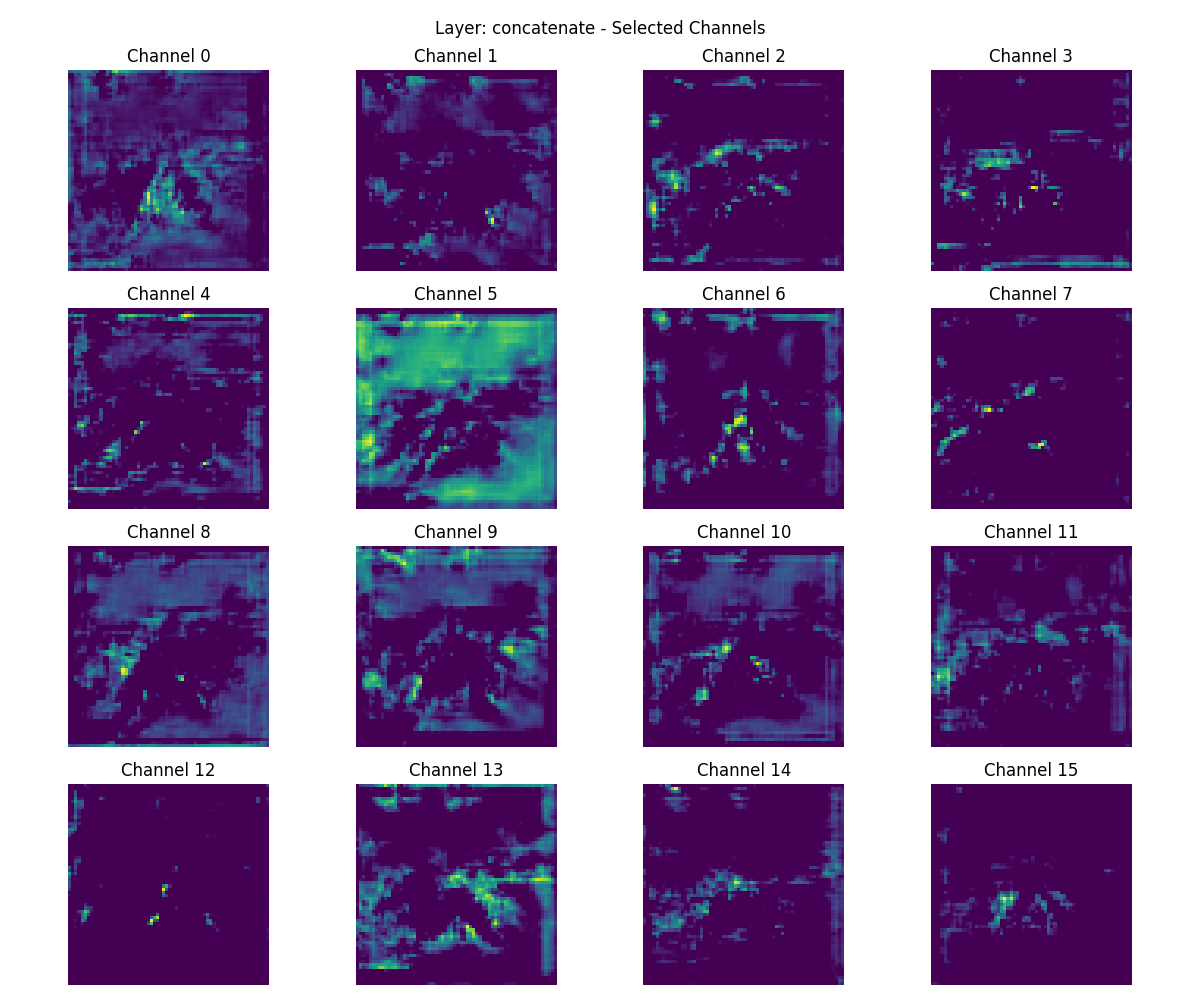 Layer: concatenate - Selected Channels
Channel 0 Channel 1 Channel 2 Channel 3
Channel 4 Channel 5 Channel 6 Channel 7
Channel 8 Channel 9 Channel 10 Channel 11
Channel 12 Channel 13 Channel 14 Channel 15